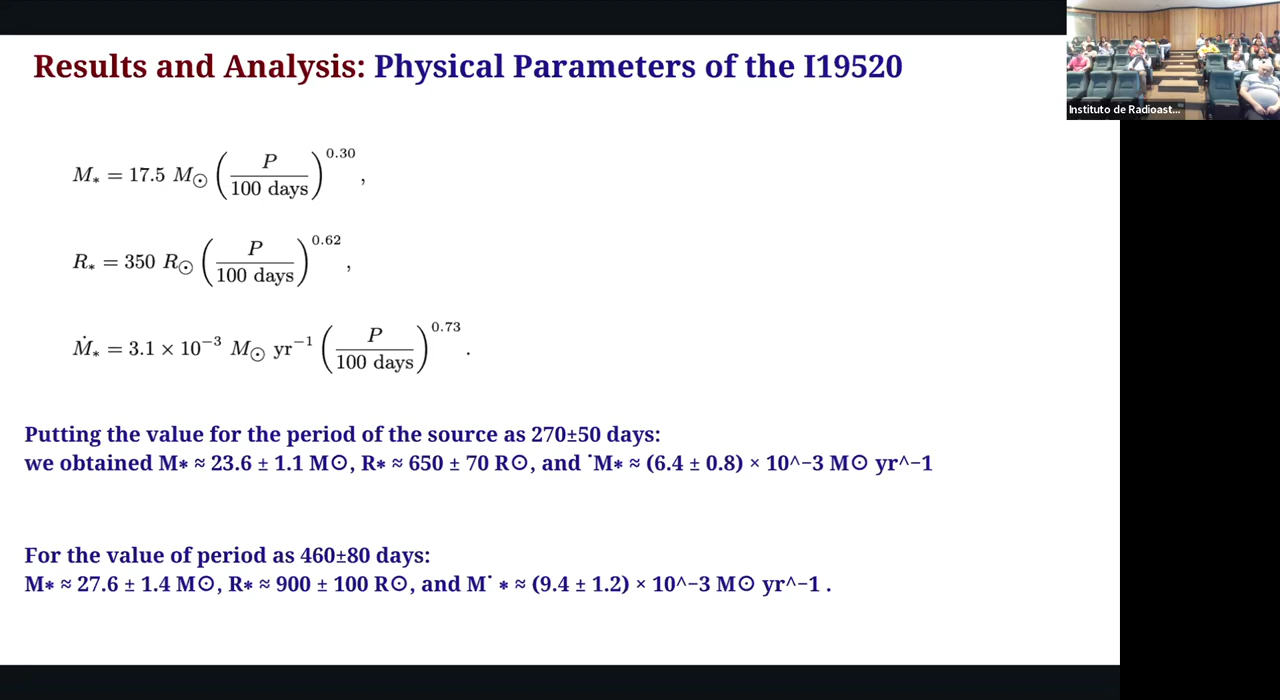 Results and Analysis: Physical Parameters of the I19520
Instituto de Radioast...
M∗ = 17.5 M⊙ (P / 100 days)^0.30 ,
R∗ = 350 R⊙ (P / 100 days)^0.62 ,
Ṁ∗ = 3.1 × 10^−3 M⊙ yr^−1 (P / 100 days)^0.73 .
Putting the value for the period of the source as 270±50 days:
we obtained M∗ ≈ 23.6 ± 1.1 M⊙, R∗ ≈ 650 ± 70 R⊙, and ˙M∗ ≈ (6.4 ± 0.8) × 10^−3 M⊙ yr^−1
For the value of period as 460±80 days:
M∗ ≈ 27.6 ± 1.4 M⊙, R∗ ≈ 900 ± 100 R⊙, and M˙ ∗ ≈ (9.4 ± 1.2) × 10^−3 M⊙ yr^−1 .